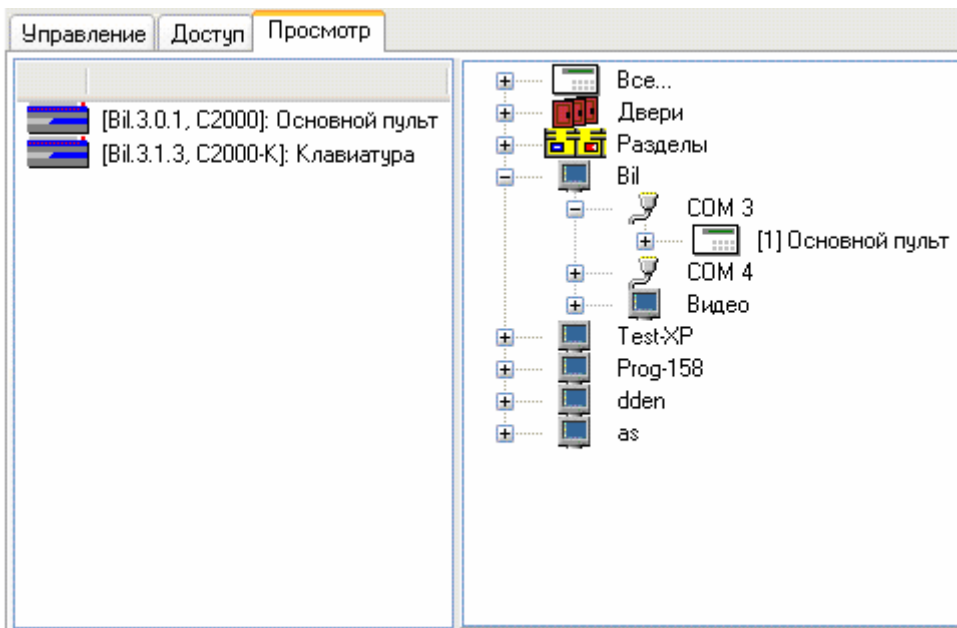 Управление Доступ Просмотр
[Bil.3.0.1, C2000]: Основной пульт
[Bil.3.1.3, C2000-K]: Клавиатура
Все...
Двери
Разделы
Bil
COM 3
[1] Основной пульт
COM 4
Видео
Test-XP
Prog-158
dden
as